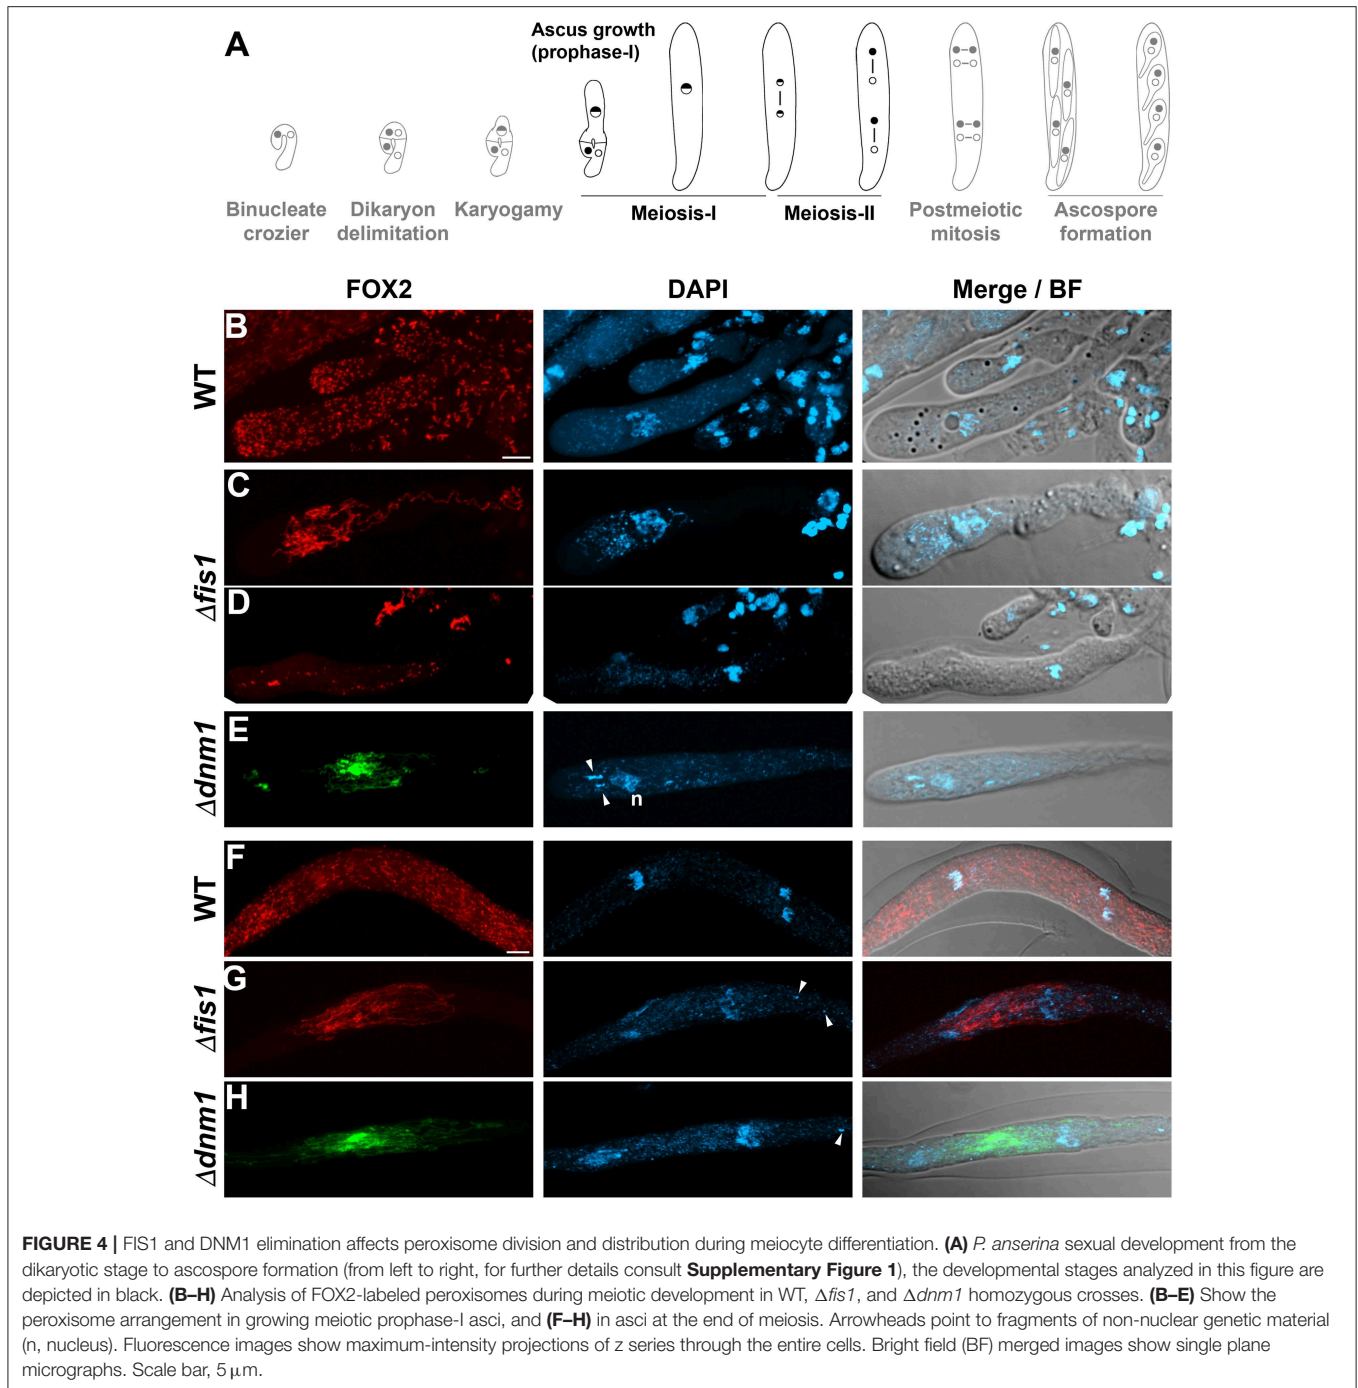 A
Ascus growth
(prophase-I)
Binucleate
crozier
Dikaryon
delimitation
Karyogamy
Meiosis-I
Meiosis-II
Postmeiotic
mitosis
Ascospore
formation
FOX2
DAPI
Merge / BF
WT
B
Δfis1
C
D
Δdnm1
E
n
WT
F
Δfis1
G
Δdnm1
H
FIGURE 4 | FIS1 and DNM1 elimination affects peroxisome division and distribution during meiocyte differentiation. (A) P. anserina sexual development from the
dikaryotic stage to ascospore formation (from left to right, for further details consult Supplementary Figure 1), the developmental stages analyzed in this figure are
depicted in black. (B–H) Analysis of FOX2-labeled peroxisomes during meiotic development in WT, Δfis1, and Δdnm1 homozygous crosses. (B–E) Show the
peroxisome arrangement in growing meiotic prophase-I asci, and (F–H) in asci at the end of meiosis. Arrowheads point to fragments of non-nuclear genetic material
(n, nucleus). Fluorescence images show maximum-intensity projections of z series through the entire cells. Bright field (BF) merged images show single plane
micrographs. Scale bar, 5 μm.